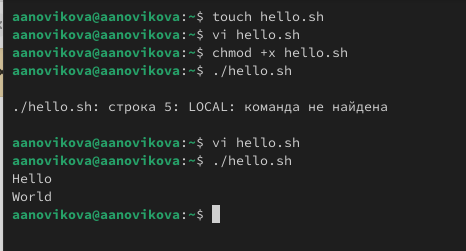 aanovikova@aanovikova:~$ touch hello.sh
aanovikova@aanovikova:~$ vi hello.sh
aanovikova@aanovikova:~$ chmod +x hello.sh
aanovikova@aanovikova:~$ ./hello.sh
./hello.sh: строка 5: LOCAL: команда не найдена
aanovikova@aanovikova:~$ vi hello.sh
aanovikova@aanovikova:~$ ./hello.sh
Hello
World
aanovikova@aanovikova:~$